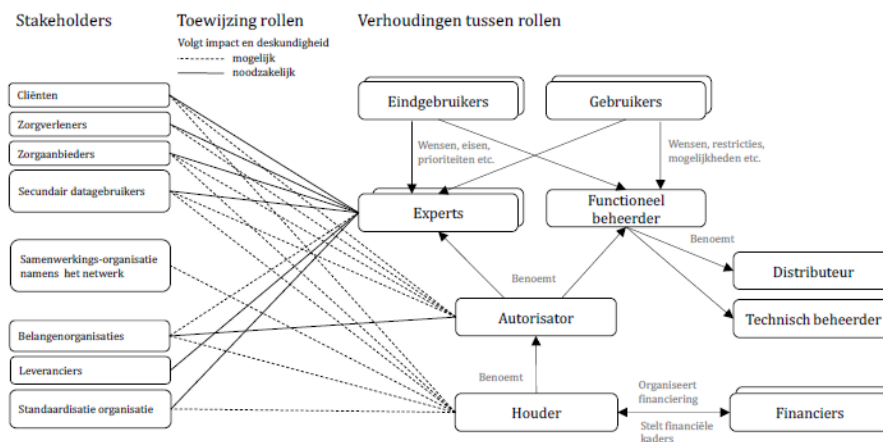 Stakeholders
Toewijzing rollen
Verhoudingen tussen rollen
Volgt impact en deskundigheid
mogelijk
noodzakelijk
Cliënten
Zorgverleners
Zorgaanbieders
Secundair datagebruikers
Samenwerkings-organisatie
namens het netwerk
Belangenorganisaties
Leveranciers
Standaardisatie organisatie
Eindgebruikers
Gebruikers
Wensen, eisen,
prioriteiten etc.
Wensen, restricties,
mogelijkheden etc.
Experts
Functioneel
beheerder
Benoemt
Distributeur
Benoemt
Autorisator
Technisch beheerder
Benoemt
Houder
Organiseert
financiering
Stelt financiële
kaders
Financiers